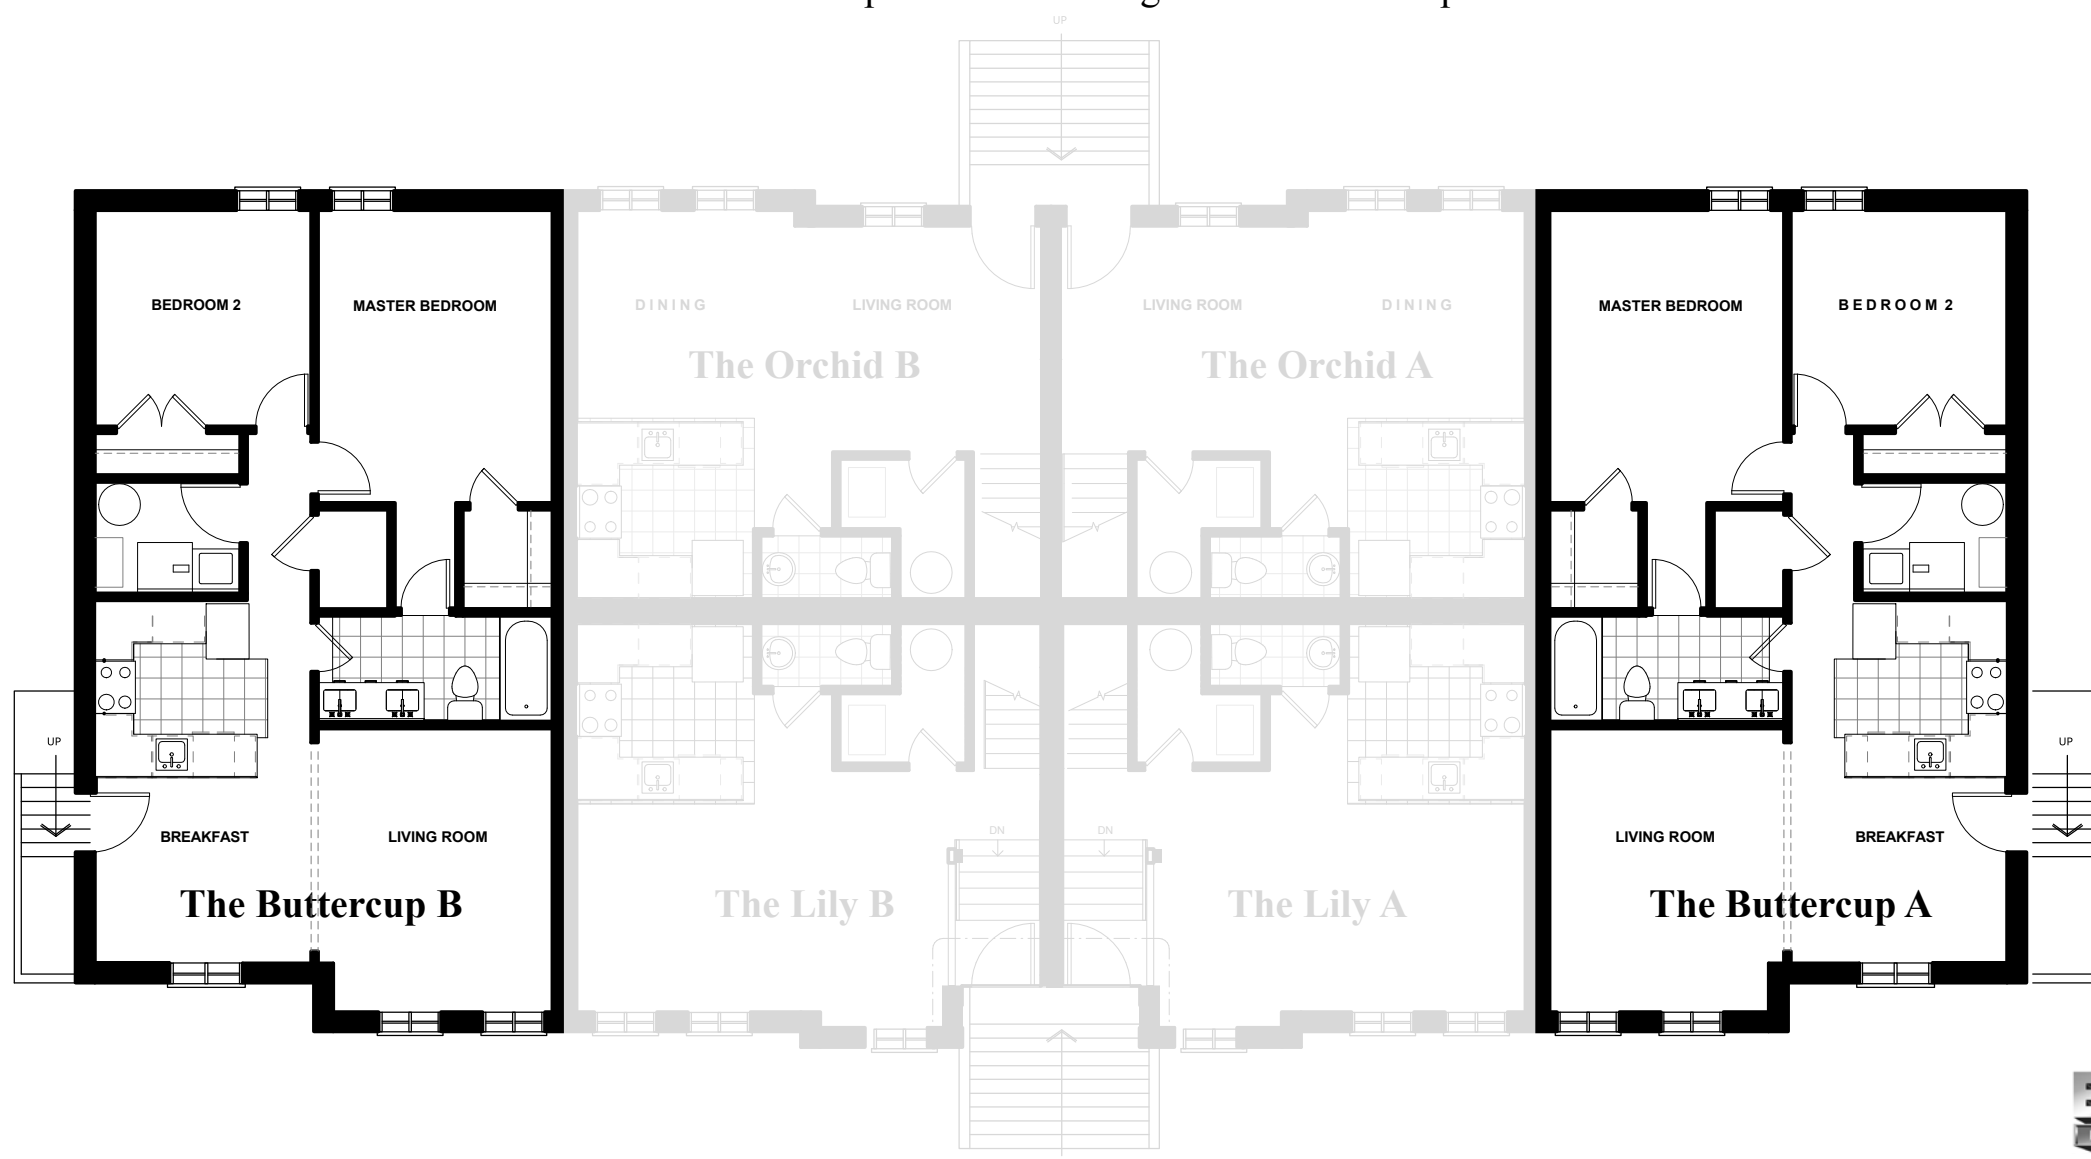 UP
BEDROOM 2
MASTER BEDROOM
DINING
LIVING ROOM
LIVING ROOM
DINING
MASTER BEDROOM
BEDROOM 2
The Orchid B
The Orchid A
UP
UP
DN
DN
BREAKFAST
LIVING ROOM
LIVING ROOM
BREAKFAST
The Buttercup B
The Lily B
The Lily A
The Buttercup A